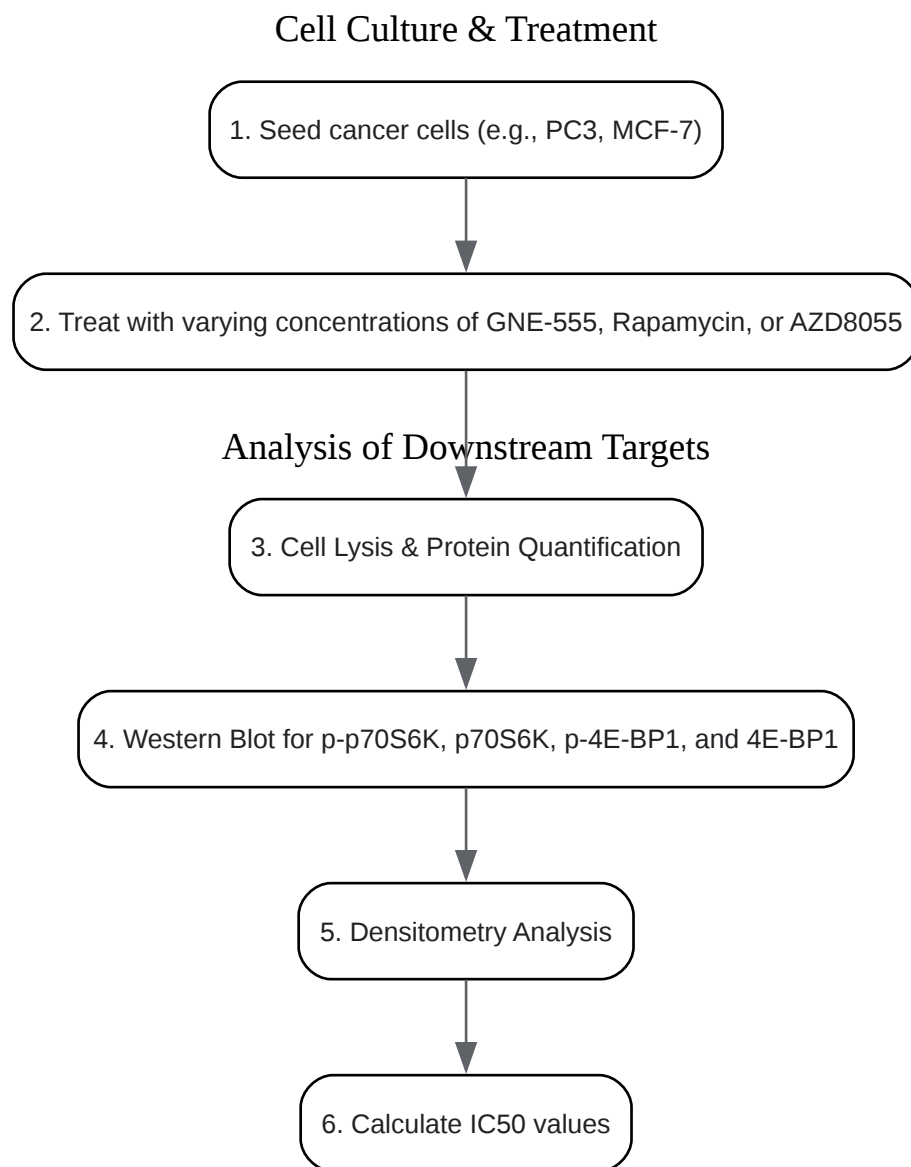 Cell Culture & Treatment
1. Seed cancer cells (e.g., PC3, MCF-7)
2. Treat with varying concentrations of GNE-555, Rapamycin, or AZD8055
Analysis of Downstream Targets
3. Cell Lysis & Protein Quantification
4. Western Blot for p-p70S6K, p70S6K, p-4E-BP1, and 4E-BP1
5. Densitometry Analysis
6. Calculate IC50 values